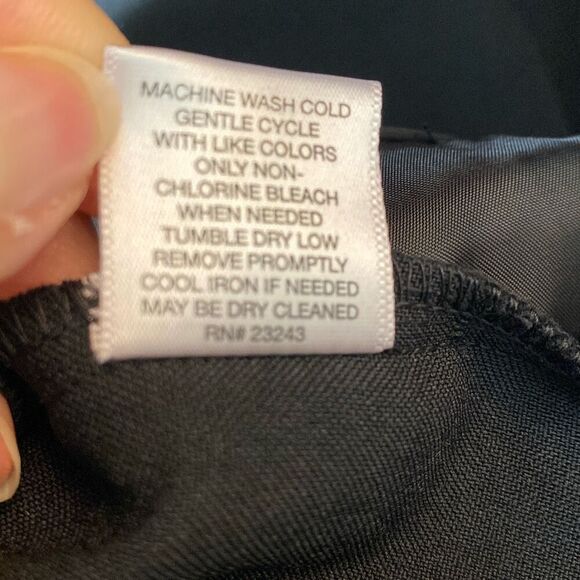 MACHINE WASH COLD
GENTLE CYCLE
WITH LIKE COLORS
ONLY NON-
CHLORINE BLEACH
WHEN NEEDED
TUMBLE DRY LOW
REMOVE PROMPTLY
COOL IRON IF NEEDED
MAY BE DRY CLEANED
RN# 23243